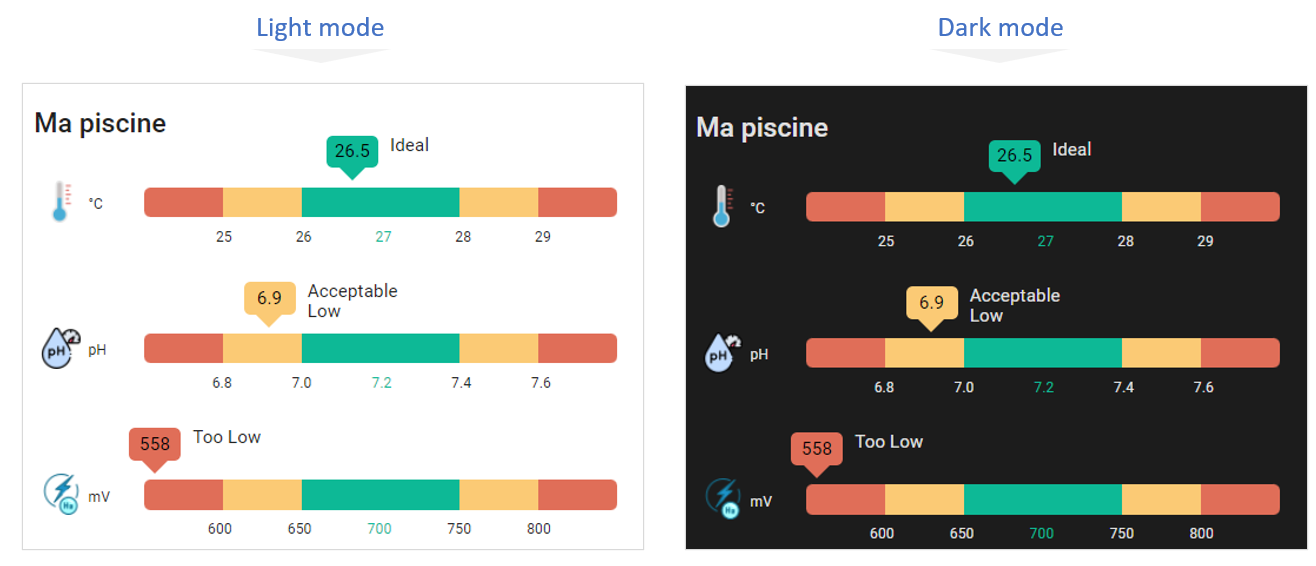 Light mode
Ma piscine
26.5 Ideal
°C
25 26 27 28 29
6.9 Acceptable
Low
pH pH
6.8 7.0 7.2 7.4 7.6
558 Too Low
mV
600 650 700 750 800
Dark mode
Ma piscine
26.5 Ideal
°C
25 26 27 28 29
6.9 Acceptable
Low
pH pH
6.8 7.0 7.2 7.4 7.6
558 Too Low
mV
600 650 700 750 800